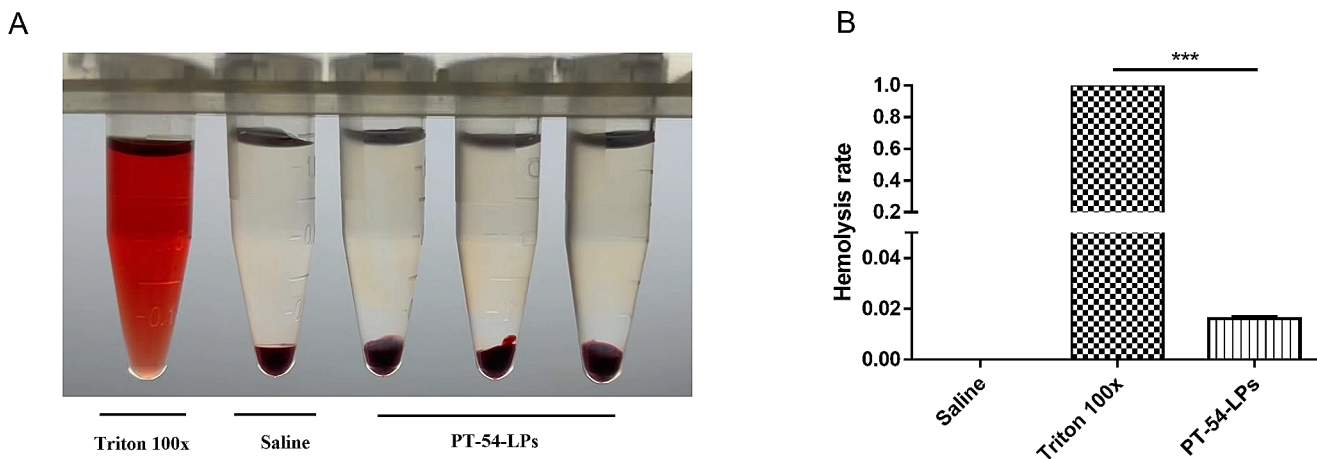 A
Triton 100x
Saline
PT-54-LPs
B
***
Hemolysis rate
1.0
0.8
0.6
0.4
0.2
0.04
0.02
0.00
Saline
Triton 100x
PT-54-LPs